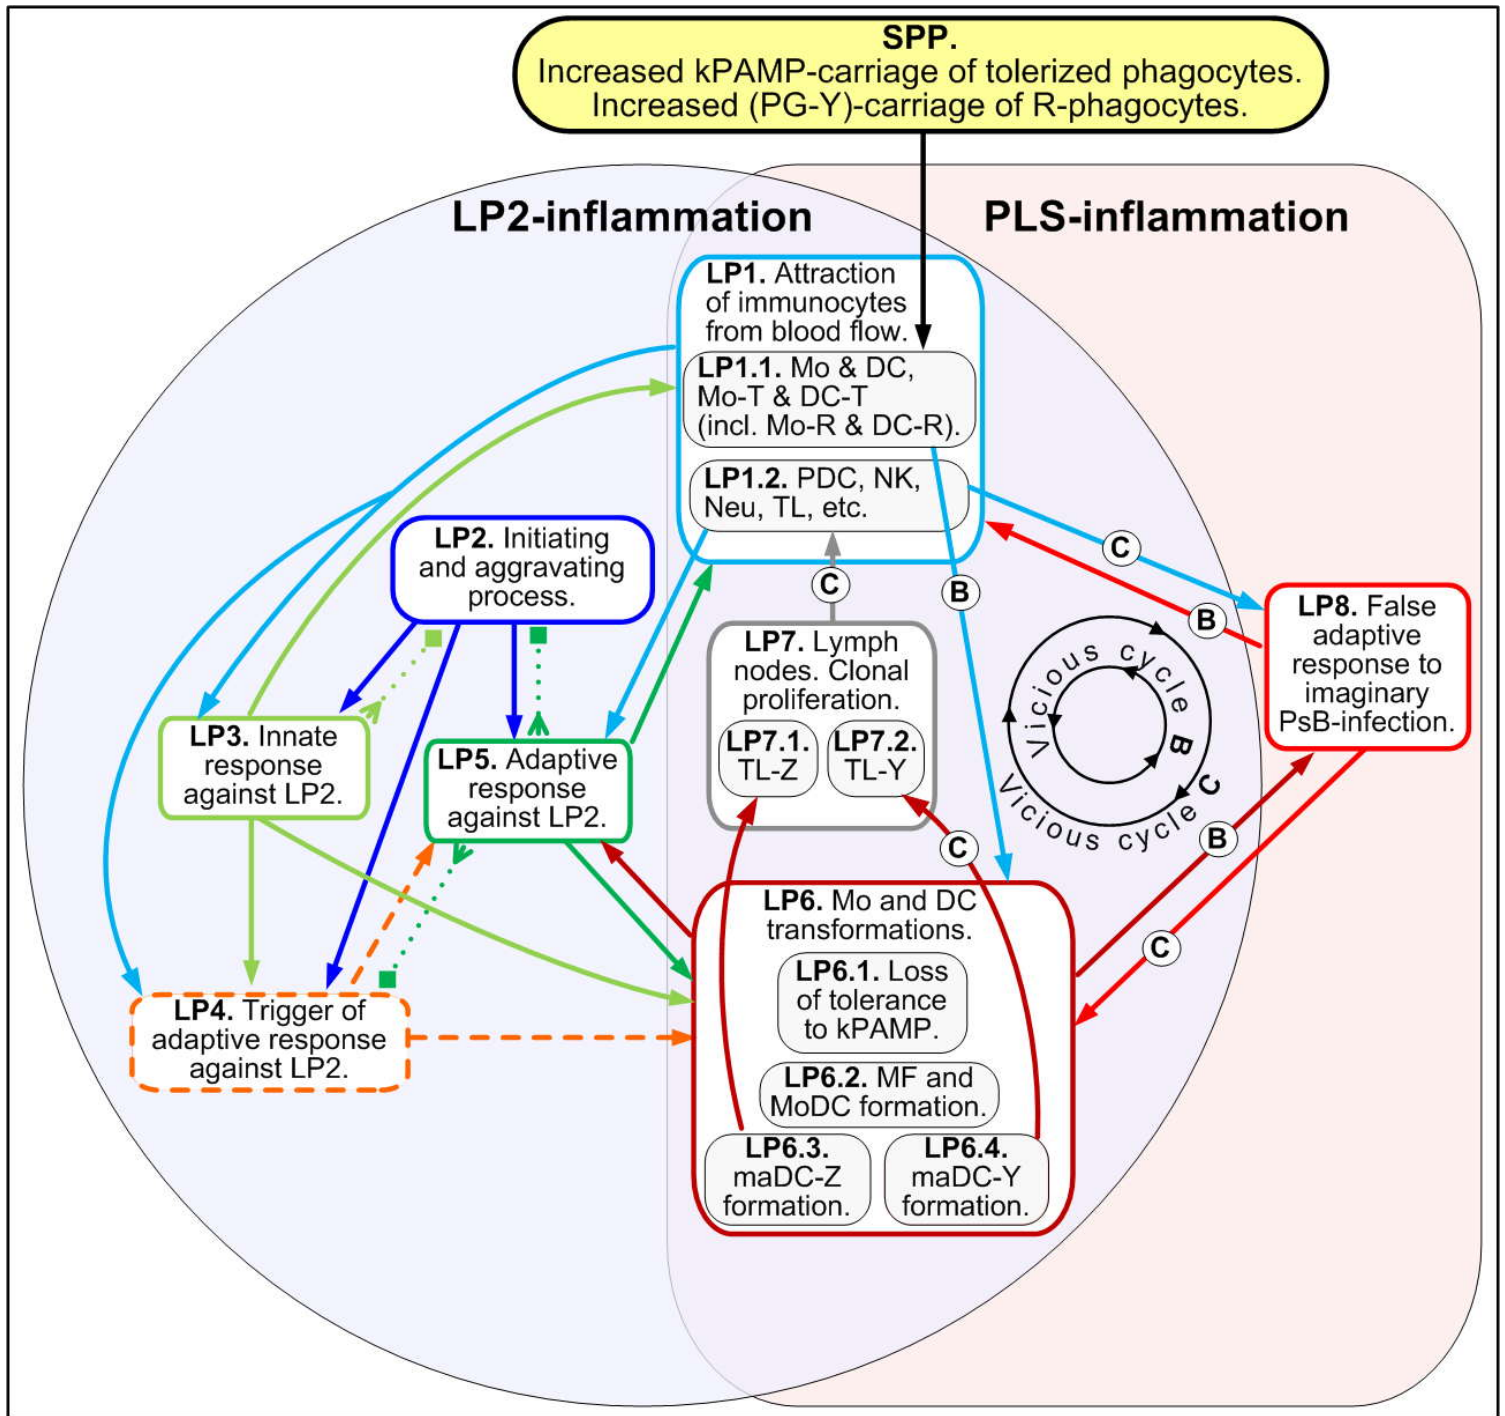 SPP.
Increased kPAMP-carriage of tolerized phagocytes.
Increased (PG-Y)-carriage of R-phagocytes.
LP2-inflammation
PLS-inflammation
LP1. Attraction
of immunocytes
from blood flow.
LP1.1. Mo & DC,
Mo-T & DC-T
(incl. Mo-R & DC-R).
LP1.2. PDC, NK,
Neu, TL, etc.
LP2. Initiating
and aggravating
process.
C
B
C
B
LP8. False
adaptive
response to
imaginary
PsB-infection.
LP7. Lymph
nodes. Clonal
proliferation.
LP7.1.
TL-Z
LP7.2.
TL-Y
Vicious cycle B
Vicious cycle C
LP3. Innate
response
against LP2.
LP5. Adaptive
response
against LP2.
C
B
C
LP4. Trigger of
adaptive response
against LP2.
LP6. Mo and DC
transformations.
LP6.1. Loss
of tolerance
to kPAMP.
LP6.2. MF and
MoDC formation.
LP6.3.
maDC-Z
formation.
LP6.4.
maDC-Y
formation.